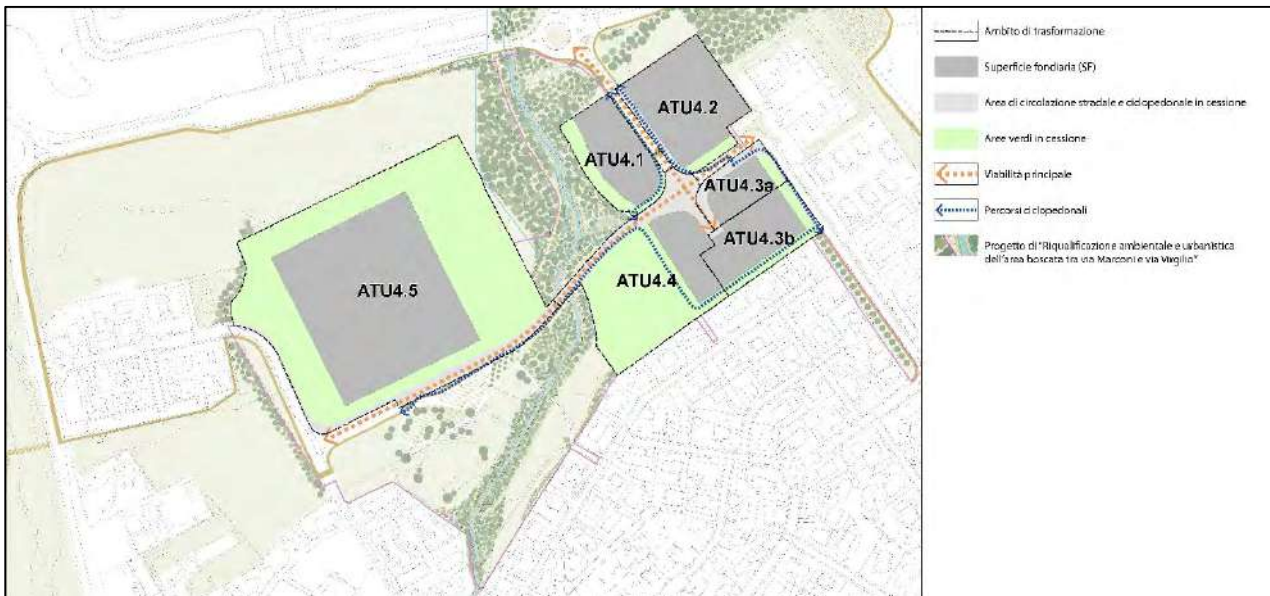 ATU4.2
ATU4.1
ATU4.3a
ATU4.3b
ATU4.4
ATU4.5
Ambito di trasformazione
Superficie fondiaria (SF)
Area di circolazione stradale e ciclopedonale in cessione
Aree verdi in cessione
Viabilità principale
Percorsi ciclopedonali
Progetto di "Riqualificazione ambientale e urbanistica
dell'area boscata tra via Marconi e via Virgilio"